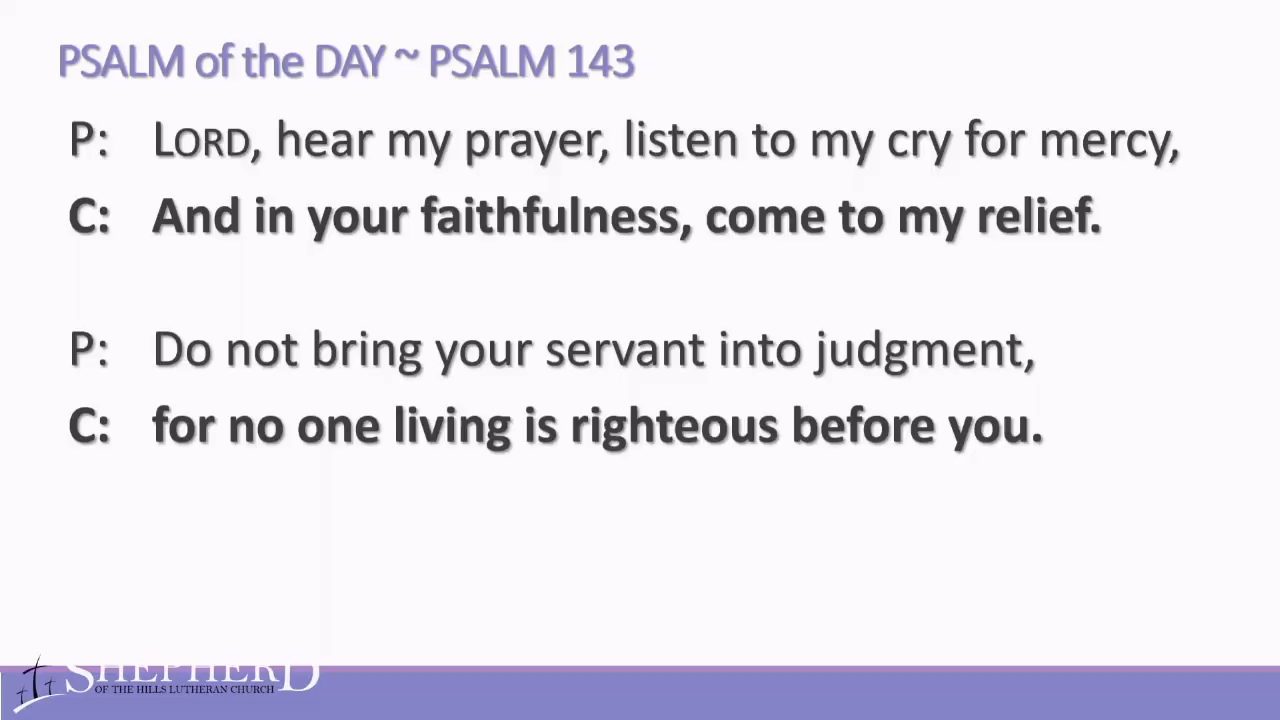 PSALM of the DAY ~ PSALM 143
P: LORD, hear my prayer, listen to my cry for mercy,
C: And in your faithfulness, come to my relief.
P: Do not bring your servant into judgment,
C: for no one living is righteous before you.
SHEPHERD
OF THE HILLS LUTHERAN CHURCH